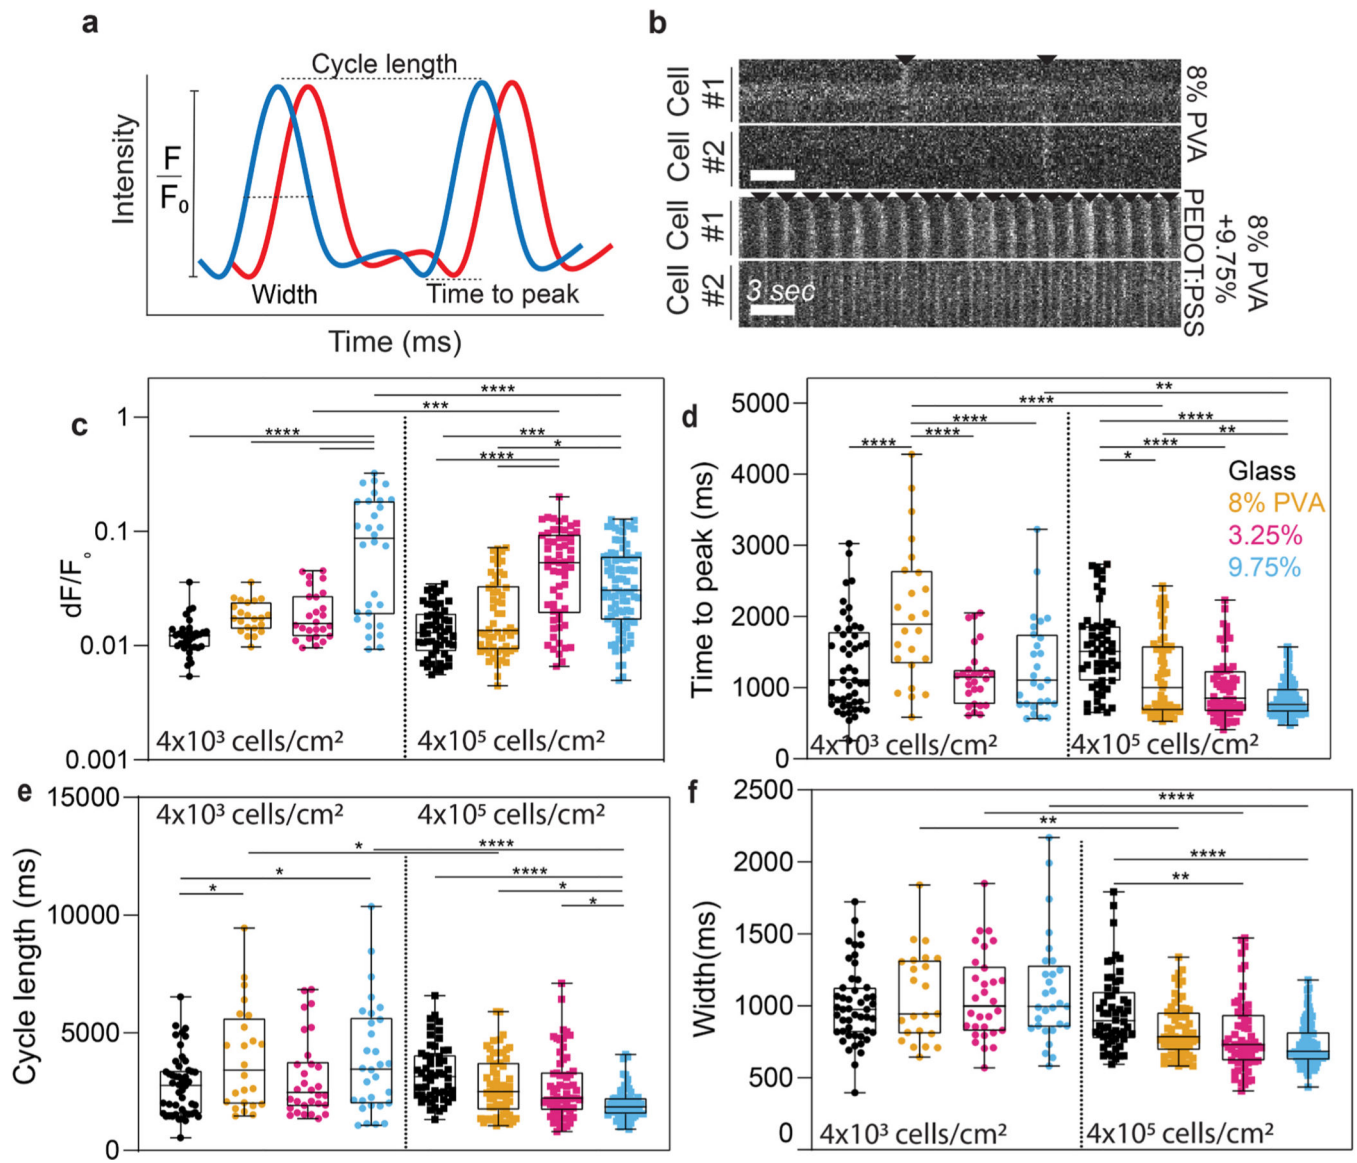 a
Cycle length
Intensity
F
F₀
Width
Time to peak
Time (ms)
b
Cell
#1
Cell
#2
8% PVA
Cell
#1
Cell
#2
3 sec
8% PVA
+9.75%
PEDOT:PSS
c
dF/F₀
1
0.1
0.01
0.001
****
***
****
***
*
****
4x10³ cells/cm²
4x10⁵ cells/cm²
d
Time to peak (ms)
5000
4000
3000
2000
1000
0
**
****
****
****
**
****
****
****
*
Glass
8% PVA
3.25%
9.75%
4x10³ cells/cm²
4x10⁵ cells/cm²
e
Cycle length (ms)
15000
10000
5000
0
4x10³ cells/cm²
4x10⁵ cells/cm²
*
****
*
****
*
*
*
f
Width(ms)
2500
2000
1500
1000
500
0
****
**
****
**
4x10³ cells/cm²
4x10⁵ cells/cm²